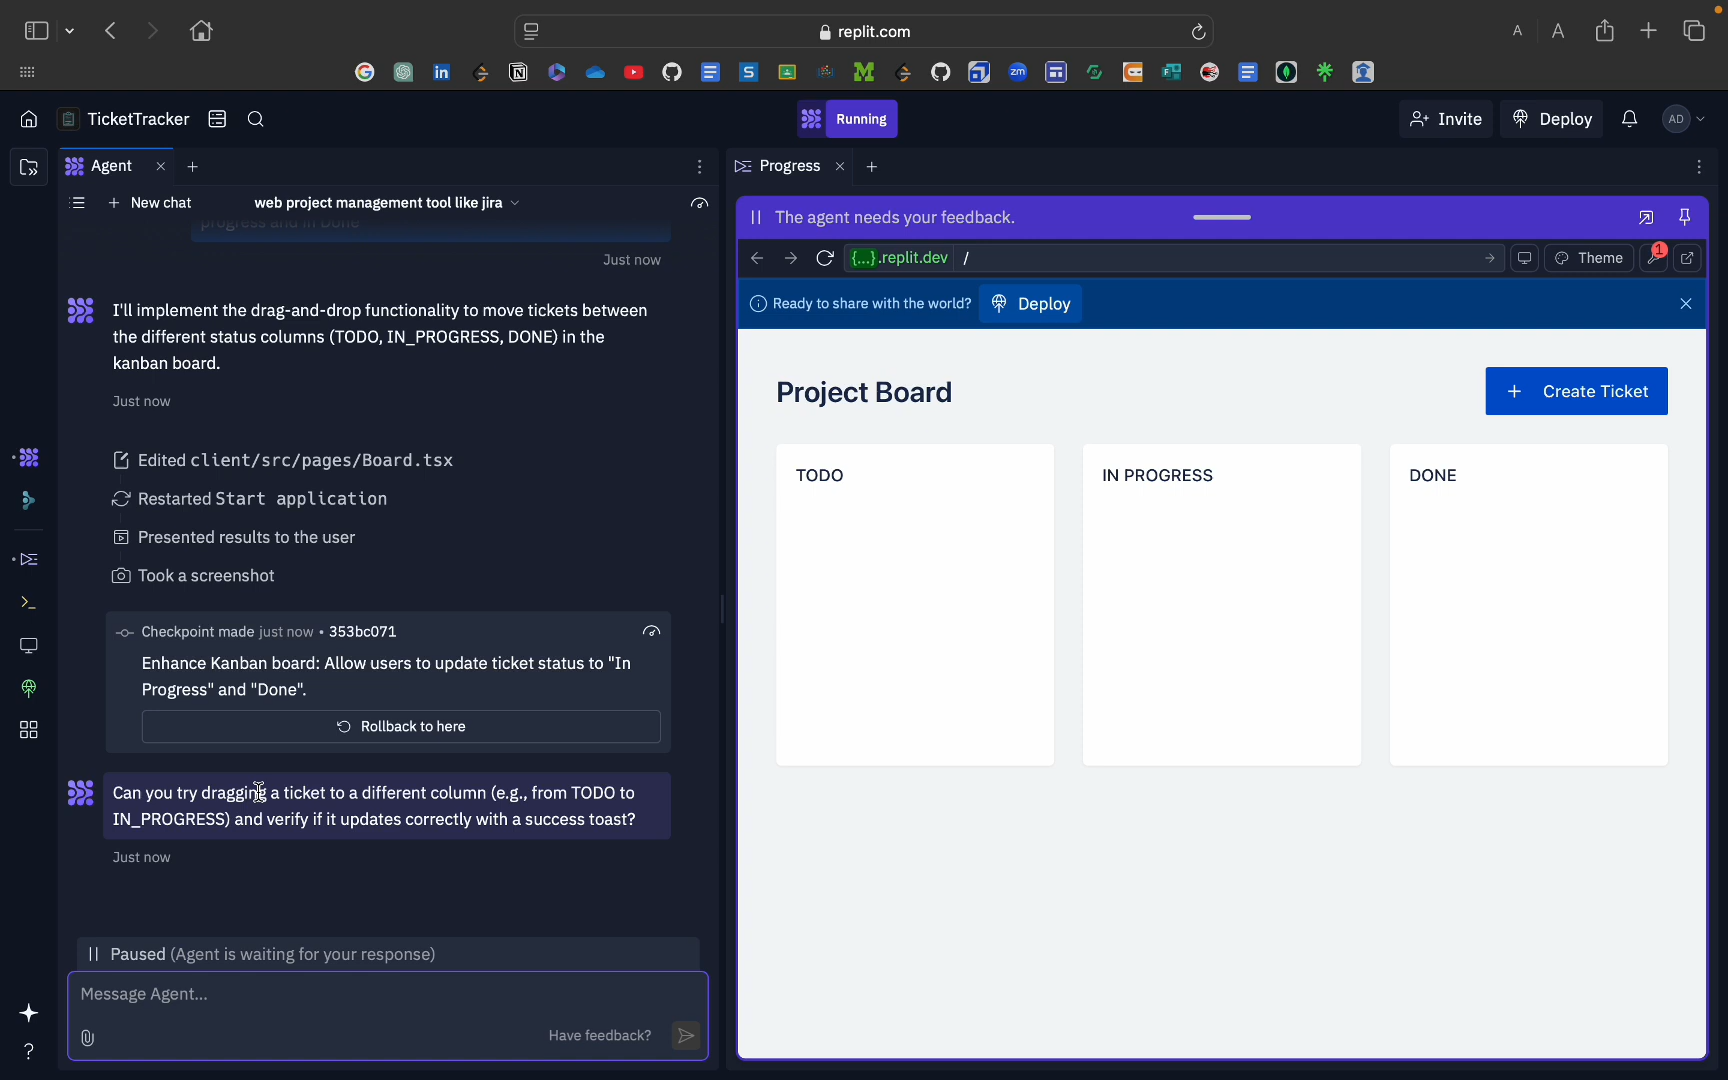 replit.com
A
A
zm
TicketTracker
Running
Invite
Deploy
AD
Agent
Progress
New chat
web project management tool like jira
The agent needs your feedback.
progress and in Done
Just now
{...}.replit.dev /
Theme
1
Ready to share with the world?
Deploy
I'll implement the drag-and-drop functionality to move tickets between
the different status columns (TODO, IN_PROGRESS, DONE) in the
kanban board.
Just now
Project Board
+ Create Ticket
TODO
IN PROGRESS
DONE
Edited client/src/pages/Board.tsx
Restarted Start application
Presented results to the user
Took a screenshot
Checkpoint made just now • 353bc071
Enhance Kanban board: Allow users to update ticket status to "In
Progress" and "Done".
Rollback to here
Can you try dragging a ticket to a different column (e.g., from TODO to
IN_PROGRESS) and verify if it updates correctly with a success toast?
Just now
Paused (Agent is waiting for your response)
Message Agent...
Have feedback?
?